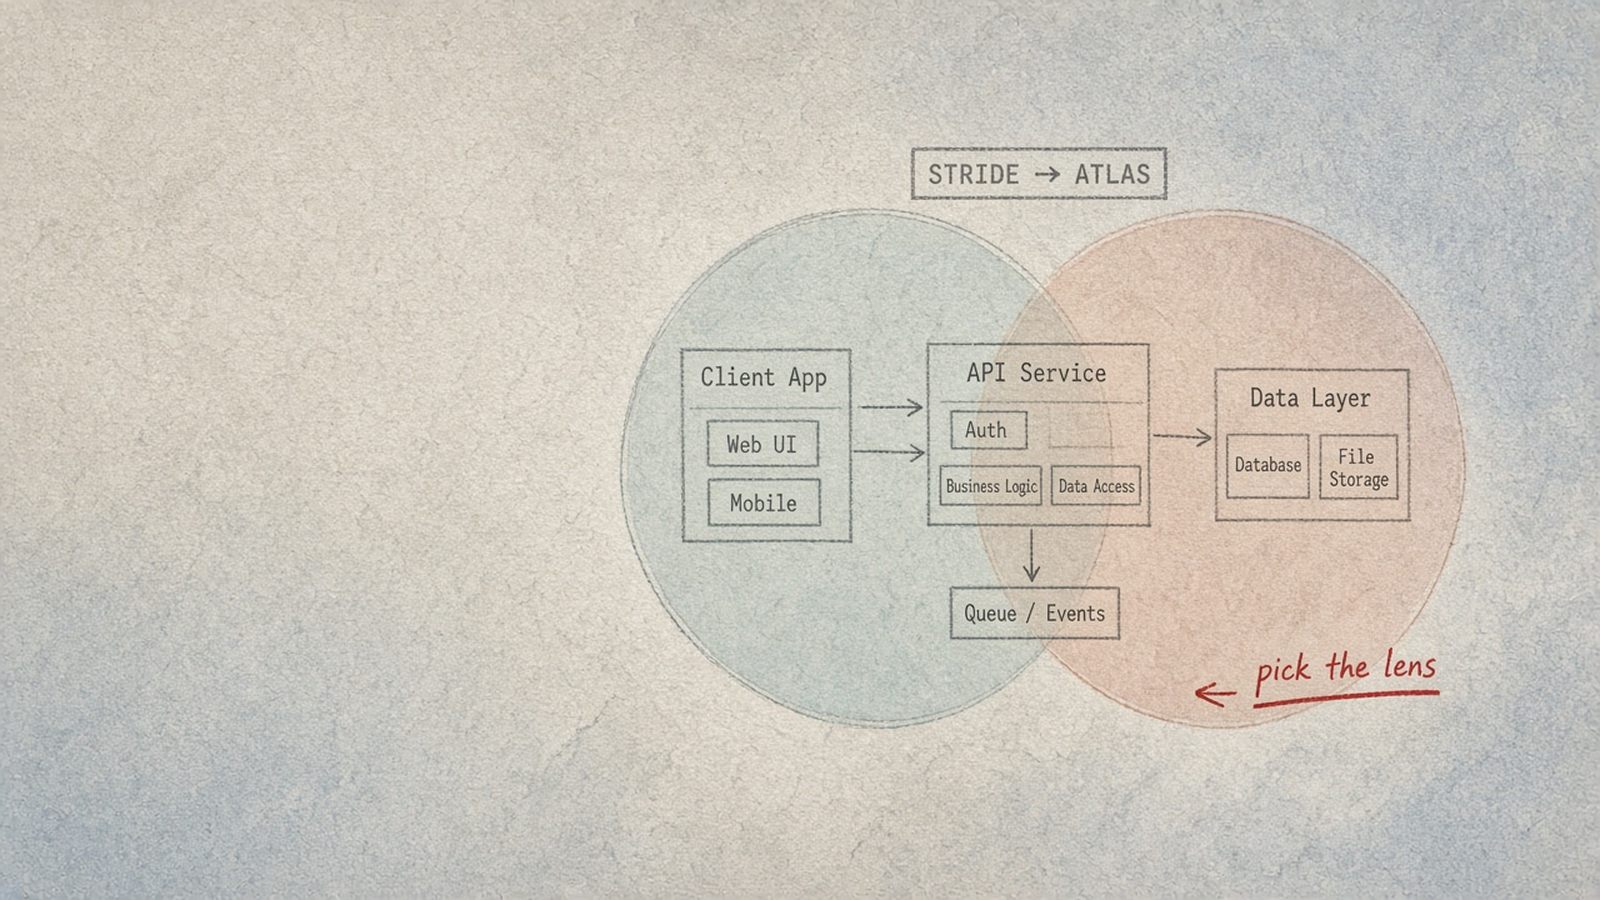 STRIDE → ATLAS
Client App
Web UI
Mobile
API Service
Auth
Business Logic
Data Access
Queue / Events
Data Layer
Database
File
Storage
← pick the lens